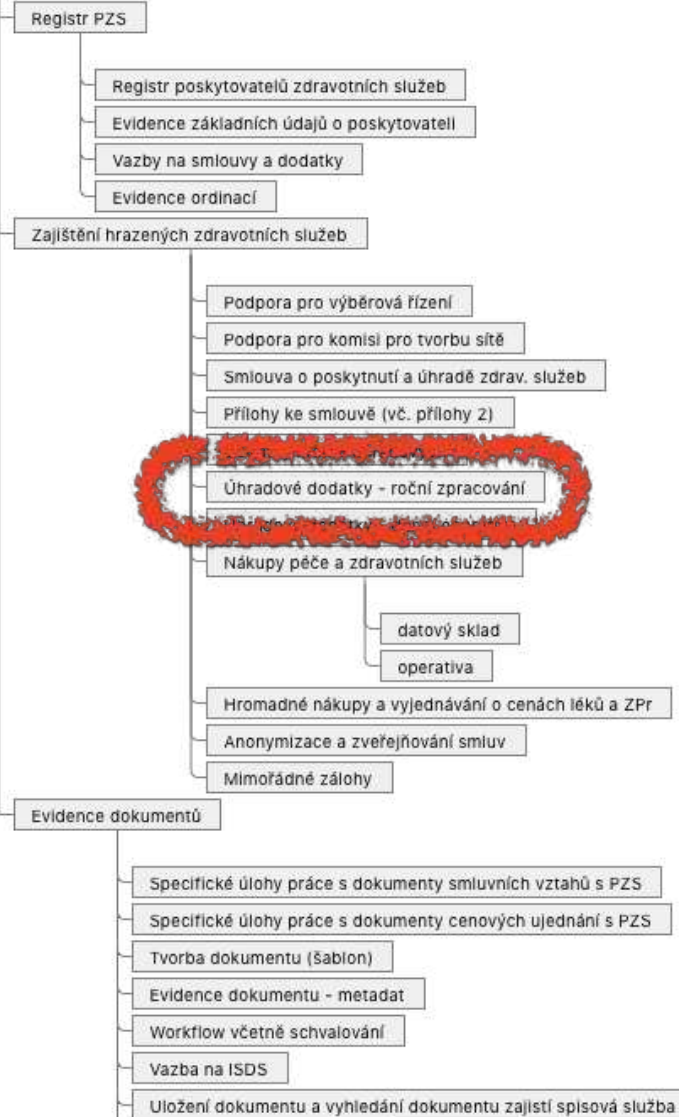 Registr PZS
Registr poskytovatelů zdravotních služeb
Evidence základních údajů o poskytovateli
Vazby na smlouvy a dodatky
Evidence ordinací
Zajištění hrazených zdravotních služeb
Podpora pro výběrová řízení
Podpora pro komisi pro tvorbu sítě
Smlouva o poskytnutí a úhradě zdrav. služeb
Přílohy ke smlouvě (vč. přílohy 2)
Úhradové dodatky - roční zpracování
Nákupy péče a zdravotních služeb
datový sklad
operativa
Hromadné nákupy a vyjednávání o cenách léků a ZPr
Anonymizace a zveřejňování smluv
Mimořádné zálohy
Evidence dokumentů
Specifické úlohy práce s dokumenty smluvních vztahů s PZS
Specifické úlohy práce s dokumenty cenových ujednání s PZS
Tvorba dokumentu (šablon)
Evidence dokumentu - metadat
Workflow včetně schvalování
Vazba na ISDS
Uložení dokumentu a vyhledání dokumentu zajistí spisová služba